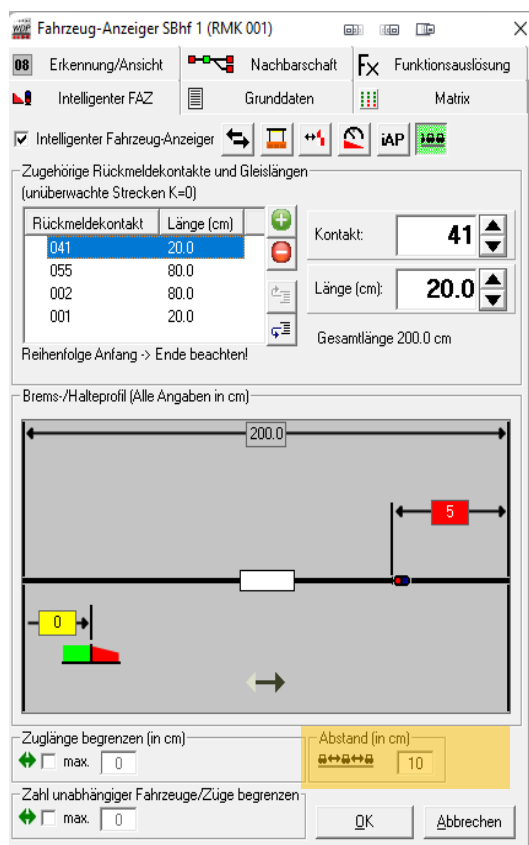 Fahrzeug-Anzeiger SBhf 1 (RMK 001)
08 Erkennung/Ansicht Nachbarschaft Fx Funktionsauslösung
Intelligenter FAZ Grunddaten Matrix
Intelligenter Fahrzeug-Anzeiger iAP
Zugehörige Rückmeldekontakte und Gleislängen
(unüberwachte Strecken K=0)
Rückmeldekontakt Länge (cm)
041 20.0
055 80.0
002 80.0
001 20.0
Reihenfolge Anfang -> Ende beachten!
Kontakt: 41
Länge (cm): 20.0
Gesamtlänge 200.0 cm
Brems-/Halteprofil (Alle Angaben in cm)
200.0
5
0
Zuglänge begrenzen (in cm)
max. 0
Abstand (in cm)
10
Zahl unabhängiger Fahrzeuge/Züge begrenzen
max. 0
OK Abbrechen